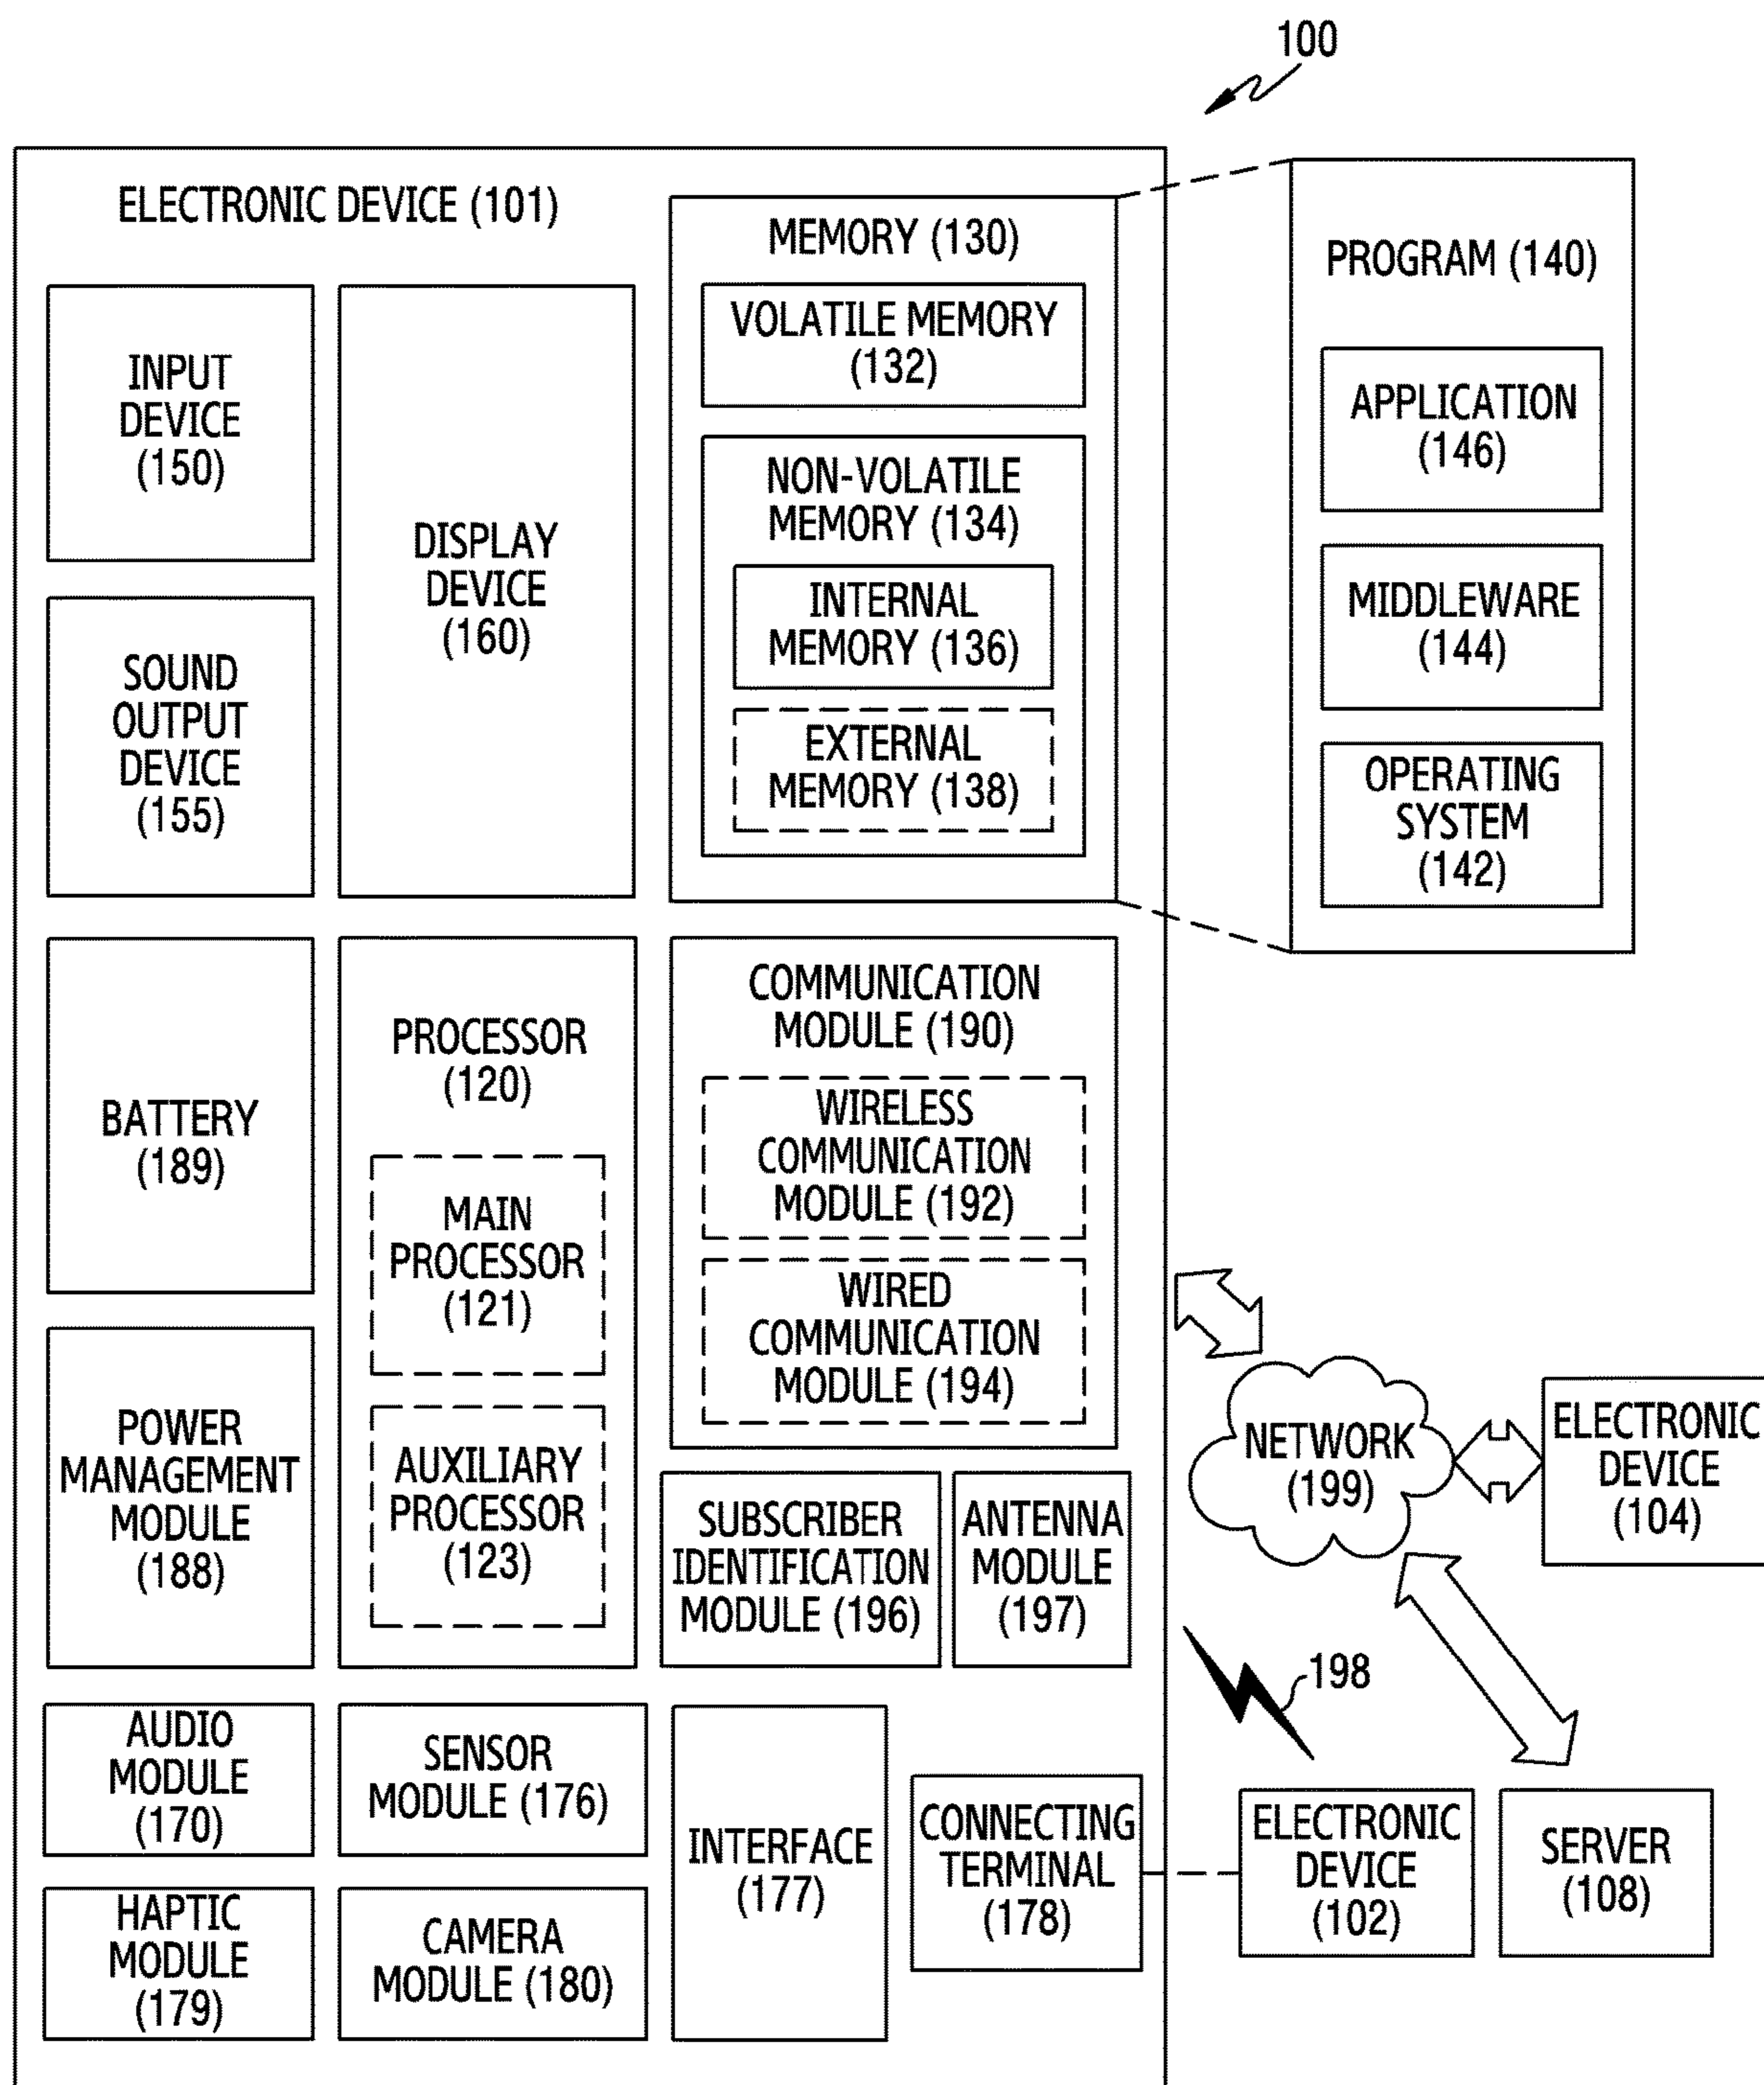 100
ELECTRONIC DEVICE (101)
INPUT
DEVICE
(150)
SOUND
OUTPUT
DEVICE
(155)
DISPLAY
DEVICE
(160)
MEMORY (130)
VOLATILE MEMORY
(132)
NON-VOLATILE
MEMORY (134)
INTERNAL
MEMORY (136)
EXTERNAL
MEMORY (138)
PROGRAM (140)
APPLICATION
(146)
MIDDLEWARE
(144)
OPERATING
SYSTEM
(142)
BATTERY
(189)
POWER
MANAGEMENT
MODULE
(188)
PROCESSOR
(120)
MAIN
PROCESSOR
(121)
AUXILIARY
PROCESSOR
(123)
COMMUNICATION
MODULE (190)
WIRELESS
COMMUNICATION
MODULE (192)
WIRED
COMMUNICATION
MODULE (194)
SUBSCRIBER
IDENTIFICATION
MODULE (196)
ANTENNA
MODULE
(197)
NETWORK
(199)
ELECTRONIC
DEVICE
(104)
198
AUDIO
MODULE
(170)
SENSOR
MODULE (176)
INTERFACE
(177)
CONNECTING
TERMINAL
(178)
ELECTRONIC
DEVICE
(102)
SERVER
(108)
HAPTIC
MODULE
(179)
CAMERA
MODULE (180)